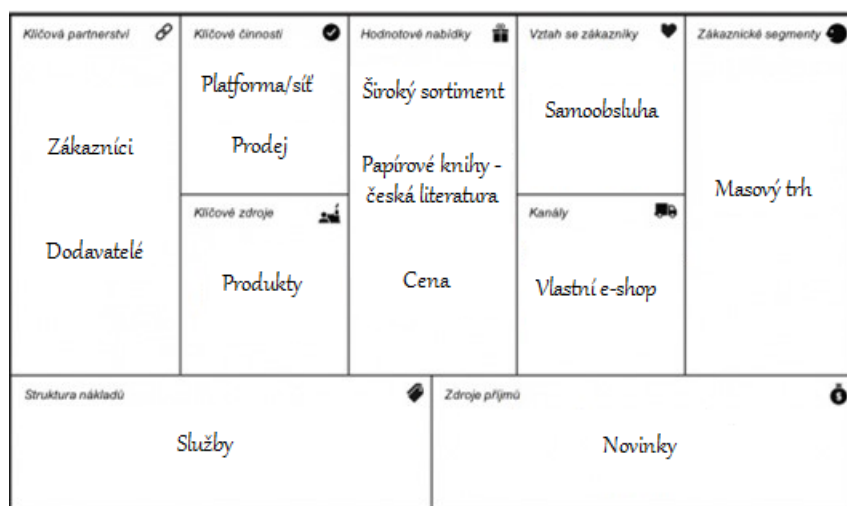 Klíčová partnerství
Zákazníci
Dodavatelé
Klíčové činnosti
Platforma/síť
Prodej
Klíčové zdroje
Produkty
Hodnotové nabídky
Široký sortiment
Papírové knihy -
česká literatura
Cena
Vztah se zákazníky
Samoobsluha
Kanály
Vlastní e-shop
Zákaznické segmenty
Masový trh
Struktura nákladů
Služby
Zdroje příjmů
Novinky